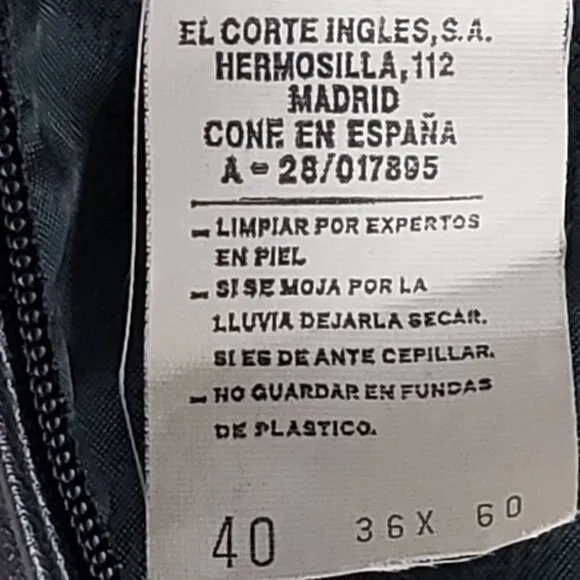 EL CORTE INGLES, S.A.
HERMOSILLA, 112
MADRID
CONF. EN ESPAÑA
A = 28/017895
- LIMPIAR POR EXPERTOS
EN PIEL
- SI SE MOJA POR LA
LLUVIA DEJARLA SECAR.
SI ES DE ANTE CEPILLAR.
- NO GUARDAR EN FUNDAS
DE PLASTICO.
40 36X 60